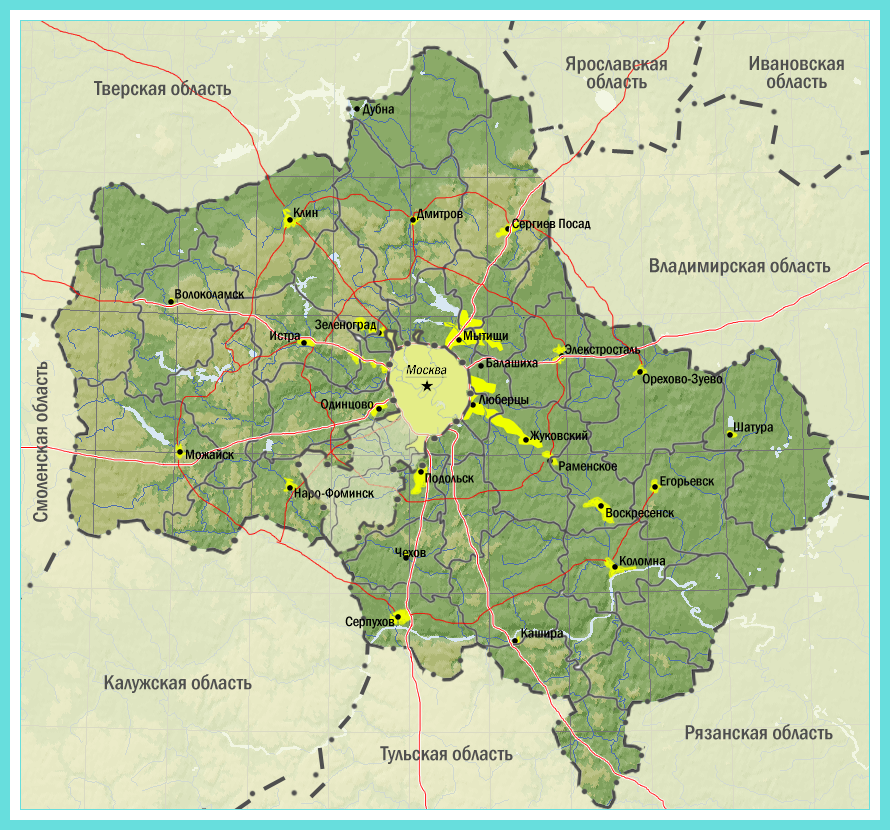 Ярославская
область
Ивановская
область
Тверская область
Дубна
Клин
Дмитров
Сергиев Посад
Владимирская область
Волоколамск
Зеленоград
Истра
Мытищи
Балашиха
Элекстросталь
Москва
Орехово-Зуево
Одинцово
Люберцы
Смоленская область
Жуковский
Шатура
Можайск
Раменское
Подольск
Наро-Фоминск
Егорьевск
Воскресенск
Чехов
Коломна
Серпухов
Кашира
Калужская область
Тульская область
Рязанская область